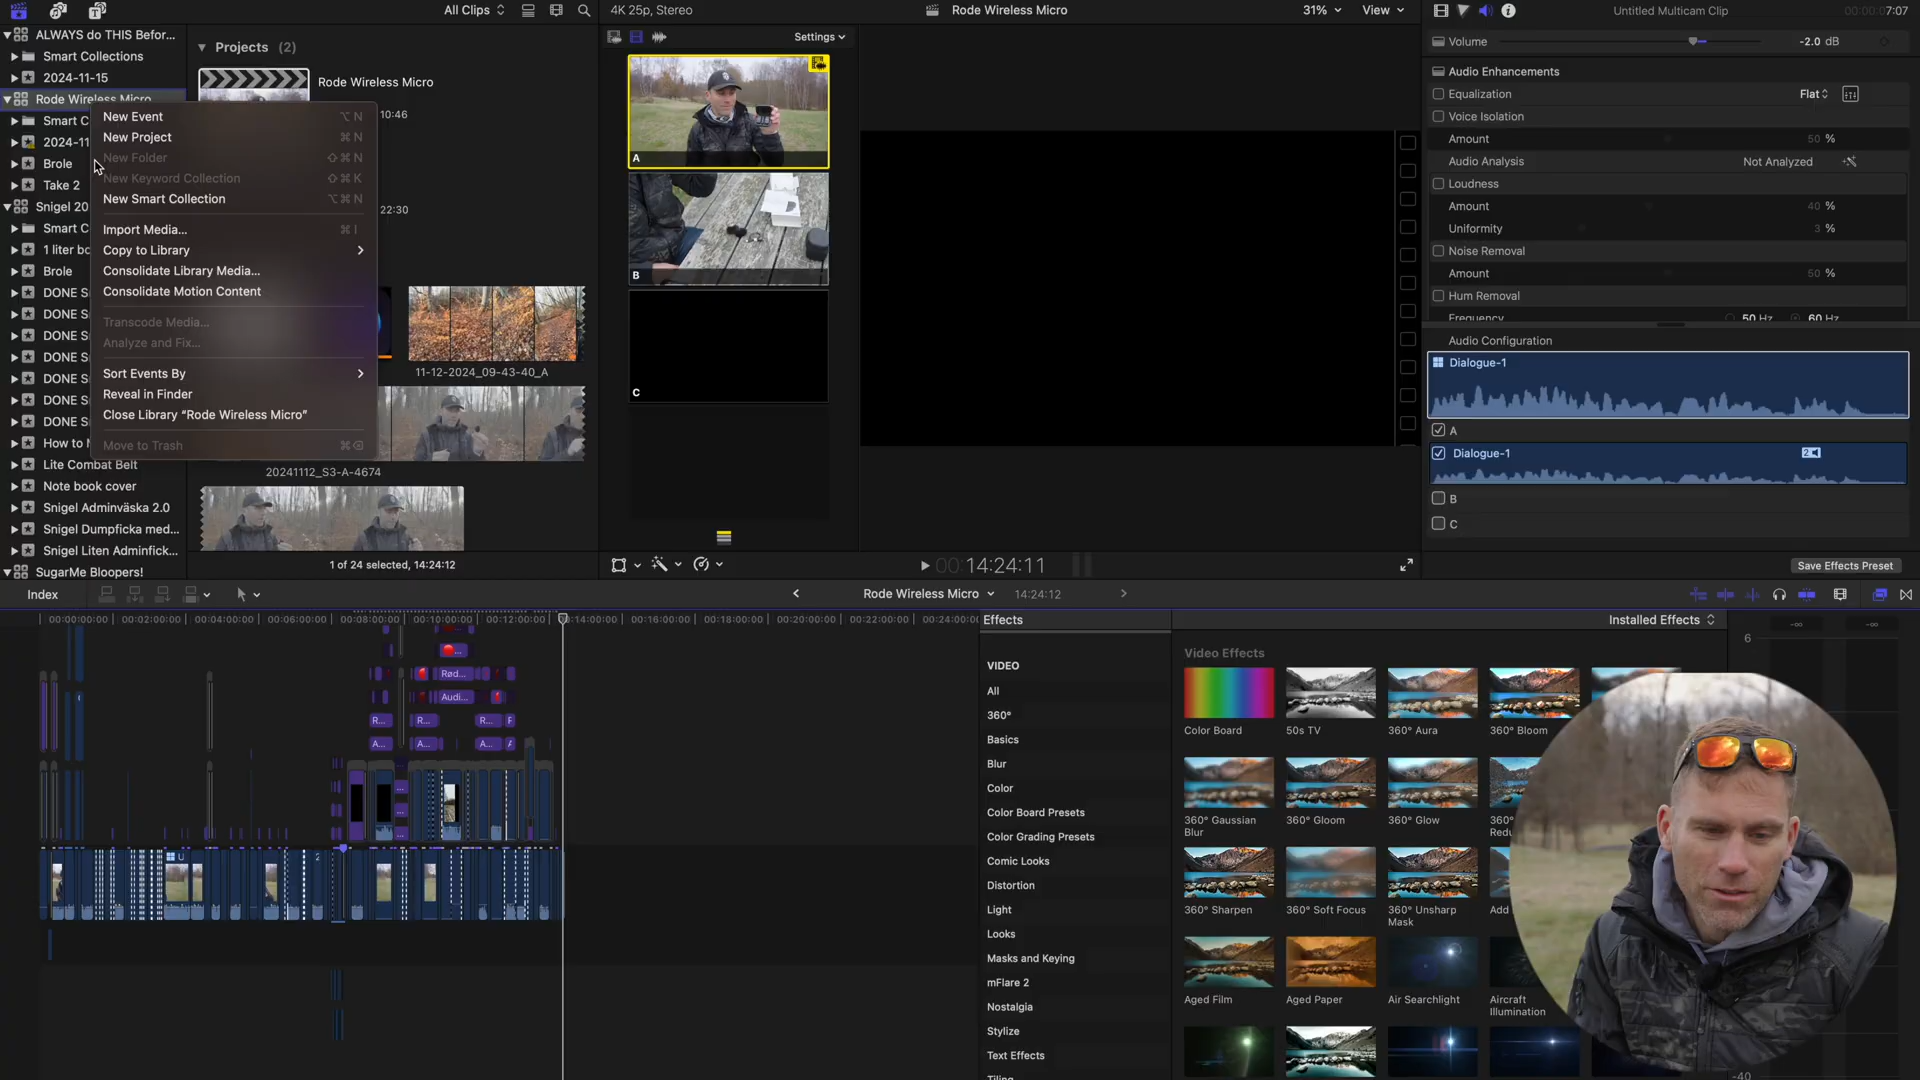 All Clips
4K 25p, Stereo
Rode Wireless Micro
31%
View
Untitled Multicam Clip
00:00:07:07
ALWAYS do THIS Befor...
Smart Collections
2024-11-15
Rode Wireless Micro
Smart C
2024-11
Brole
Take 2
Snigel 20
Smart C
1 liter bo
Brole
DONE S
DONE S
DONE S
DONE S
DONE S
DONE S
DONE S
How to M
Lite Combat Belt
Note book cover
Snigel Adminväska 2.0
Snigel Dumpficka med...
Snigel Liten Adminfick...
SugarMe Bloopers!
New Event ⌥ N
New Project ⌘ N
New Folder ⇧⌘ N
New Keyword Collection ⇧⌘ K
New Smart Collection ⌥⌘ N
Import Media... ⌘ I
Copy to Library
Consolidate Library Media...
Consolidate Motion Content
Transcode Media...
Analyze and Fix...
Sort Events By
Reveal in Finder
Close Library “Rode Wireless Micro”
Move to Trash ⌘⌫
Projects (2)
Rode Wireless Micro
10:46
22:30
11-12-2024_09-43-40_A
20241112_S3-A-4674
1 of 24 selected, 14:24:12
Settings
A
B
C
00:14:24:11
Volume -2.0 dB
Audio Enhancements
Equalization Flat
Voice Isolation
Amount 50 %
Audio Analysis Not Analyzed
Loudness
Amount 40 %
Uniformity 3 %
Noise Removal
Amount 50 %
Hum Removal
Frequency 50 Hz 60 Hz
Audio Configuration
Dialogue-1
A
Dialogue-1
2
B
C
Save Effects Preset
Index
Rode Wireless Micro
14:24:12
00:00:00:00 00:02:00:00 00:04:00:00 00:06:00:00 00:08:00:00 00:10:00:00 00:12:00:00 :14:00:00 00:16:00:00 00:18:00:00 00:20:00:00 00:22:00:00 00:24:00:00
Rød...
Audi...
R... R... R... F
A... A... A... A
U
2
Effects
Installed Effects
VIDEO
All
360°
Basics
Blur
Color
Color Board Presets
Color Grading Presets
Comic Looks
Distortion
Light
Looks
Masks and Keying
mFlare 2
Nostalgia
Stylize
Text Effects
Tiling
Video Effects
Color Board
50s TV
360° Aura
360° Bloom
360° Gaussian
Blur
360° Gloom
360° Glow
360°
Redu
360° Sharpen
360° Soft Focus
360° Unsharp
Mask
Add
Aged Film
Aged Paper
Air Searchlight
Aircraft
Illumination
-∞ -∞
6
-40